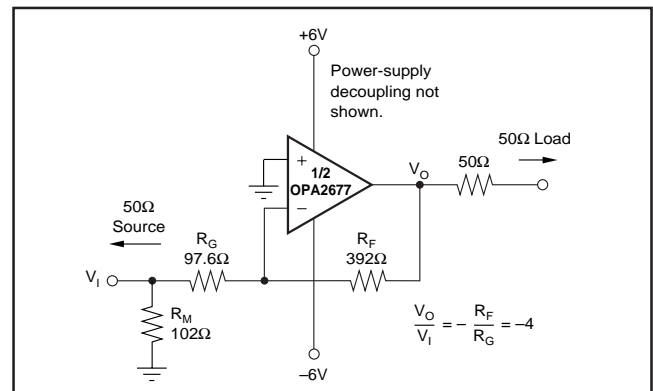 +6V
Power-supply
decoupling not
shown.
50Ω Load
+
1/2
OPA2677
−
V_O
50Ω
50Ω
Source
R_G
97.6Ω
R_F
392Ω
V_I
R_M
102Ω
V_O / V_I = − R_F / R_G = −4
−6V